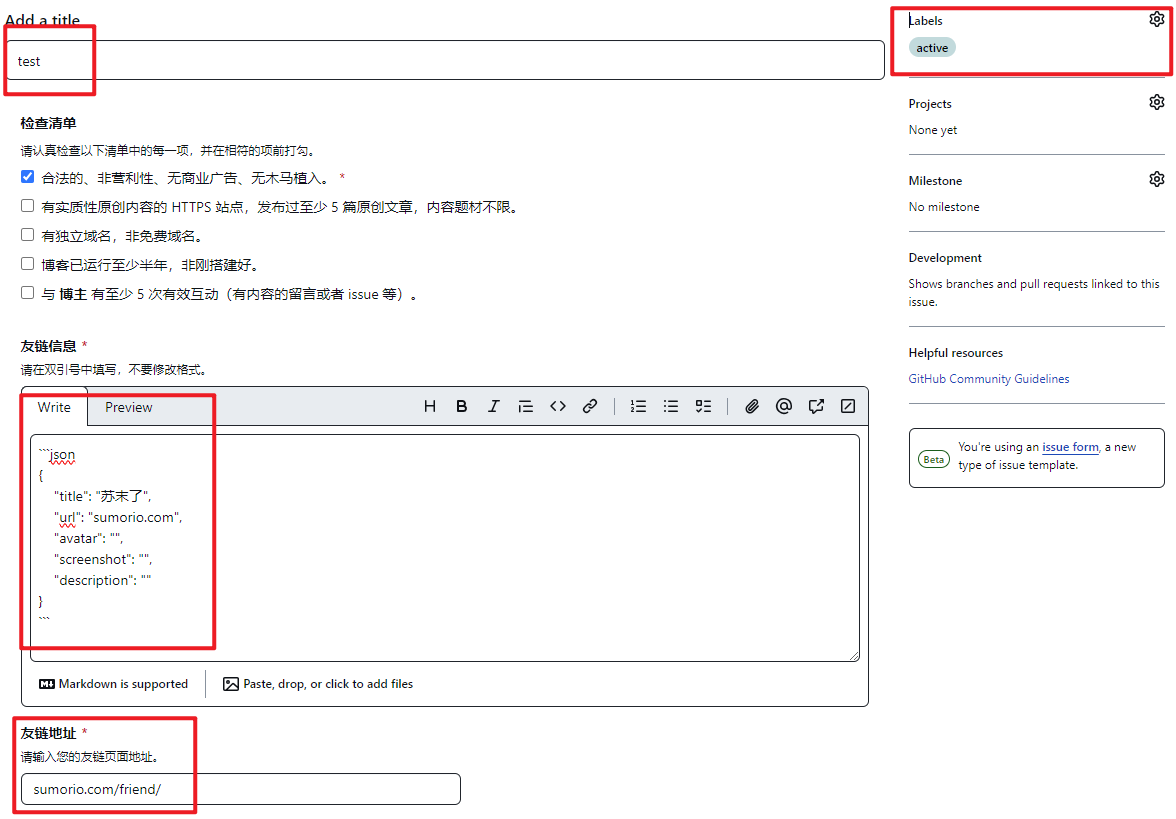 Add a title
test
检查清单
请认真检查以下清单中的每一项，并在相符的项前打勾。
合法的、非营利性、无商业广告、无木马植入。 *
有实质性原创内容的 HTTPS 站点，发布过至少 5 篇原创文章，内容题材不限。
有独立域名，非免费域名。
博客已运行至少半年，非刚搭建好。
与 博主 有至少 5 次有效互动（有内容的留言或者 issue 等）。
友链信息 *
请在双引号中填写，不要修改格式。
Write Preview
```json
{
"title": "苏末了",
"url": "sumorio.com",
"avatar": "",
"screenshot": "",
"description": ""
}
```
Markdown is supported
Paste, drop, or click to add files
友链地址 *
请输入您的友链页面地址。
sumorio.com/friend/
Labels
active
Projects
None yet
Milestone
No milestone
Development
Shows branches and pull requests linked to this
issue.
Helpful resources
GitHub Community Guidelines
Beta
You're using an issue form, a new
type of issue template.